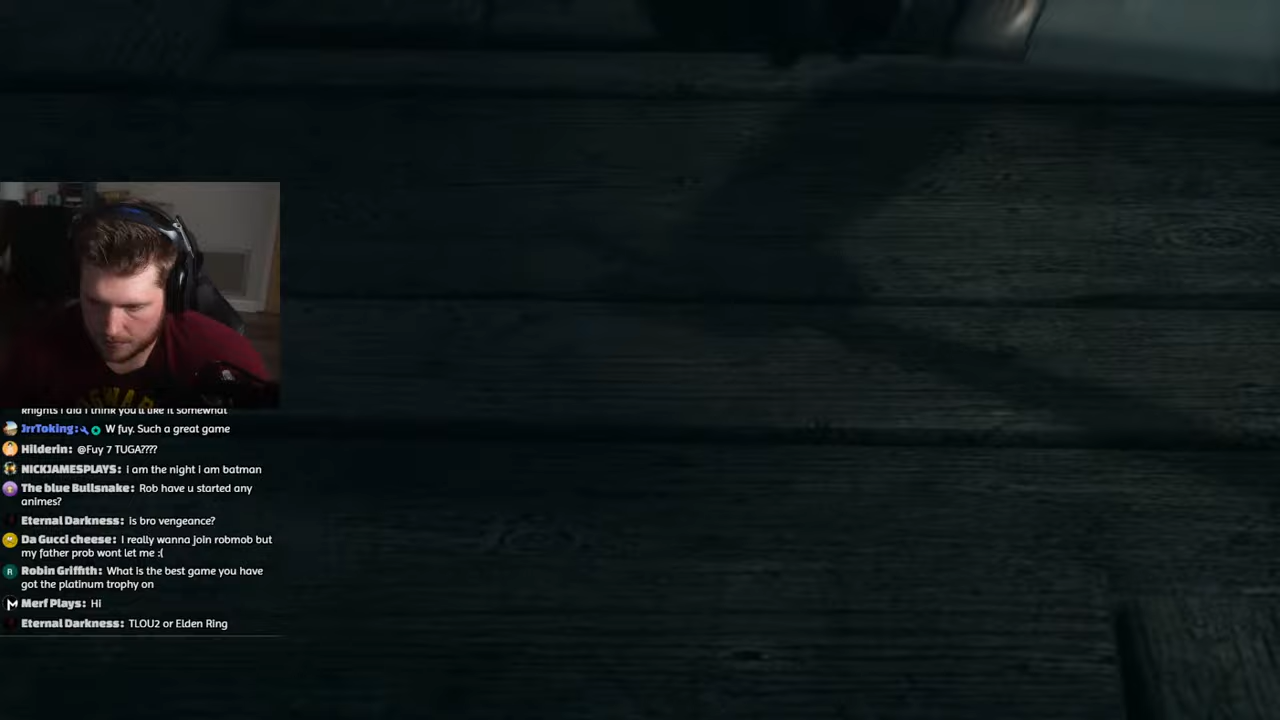 knights I did I think you'll like it somewhat
JrrToking: W fuy. Such a great game
Hilderin: @Fuy 7 TUGA????
NICKJAMESPLAYS: i am the night i am batman
The blue Bullsnake: Rob have u started any
animes?
Eternal Darkness: is bro vengeance?
Da Gucci cheese: I really wanna join robmob but
my father prob wont let me :(
R Robin Griffith: What is the best game you have
got the platinum trophy on
Merf Plays: Hi
Eternal Darkness: TLOU2 or Elden Ring